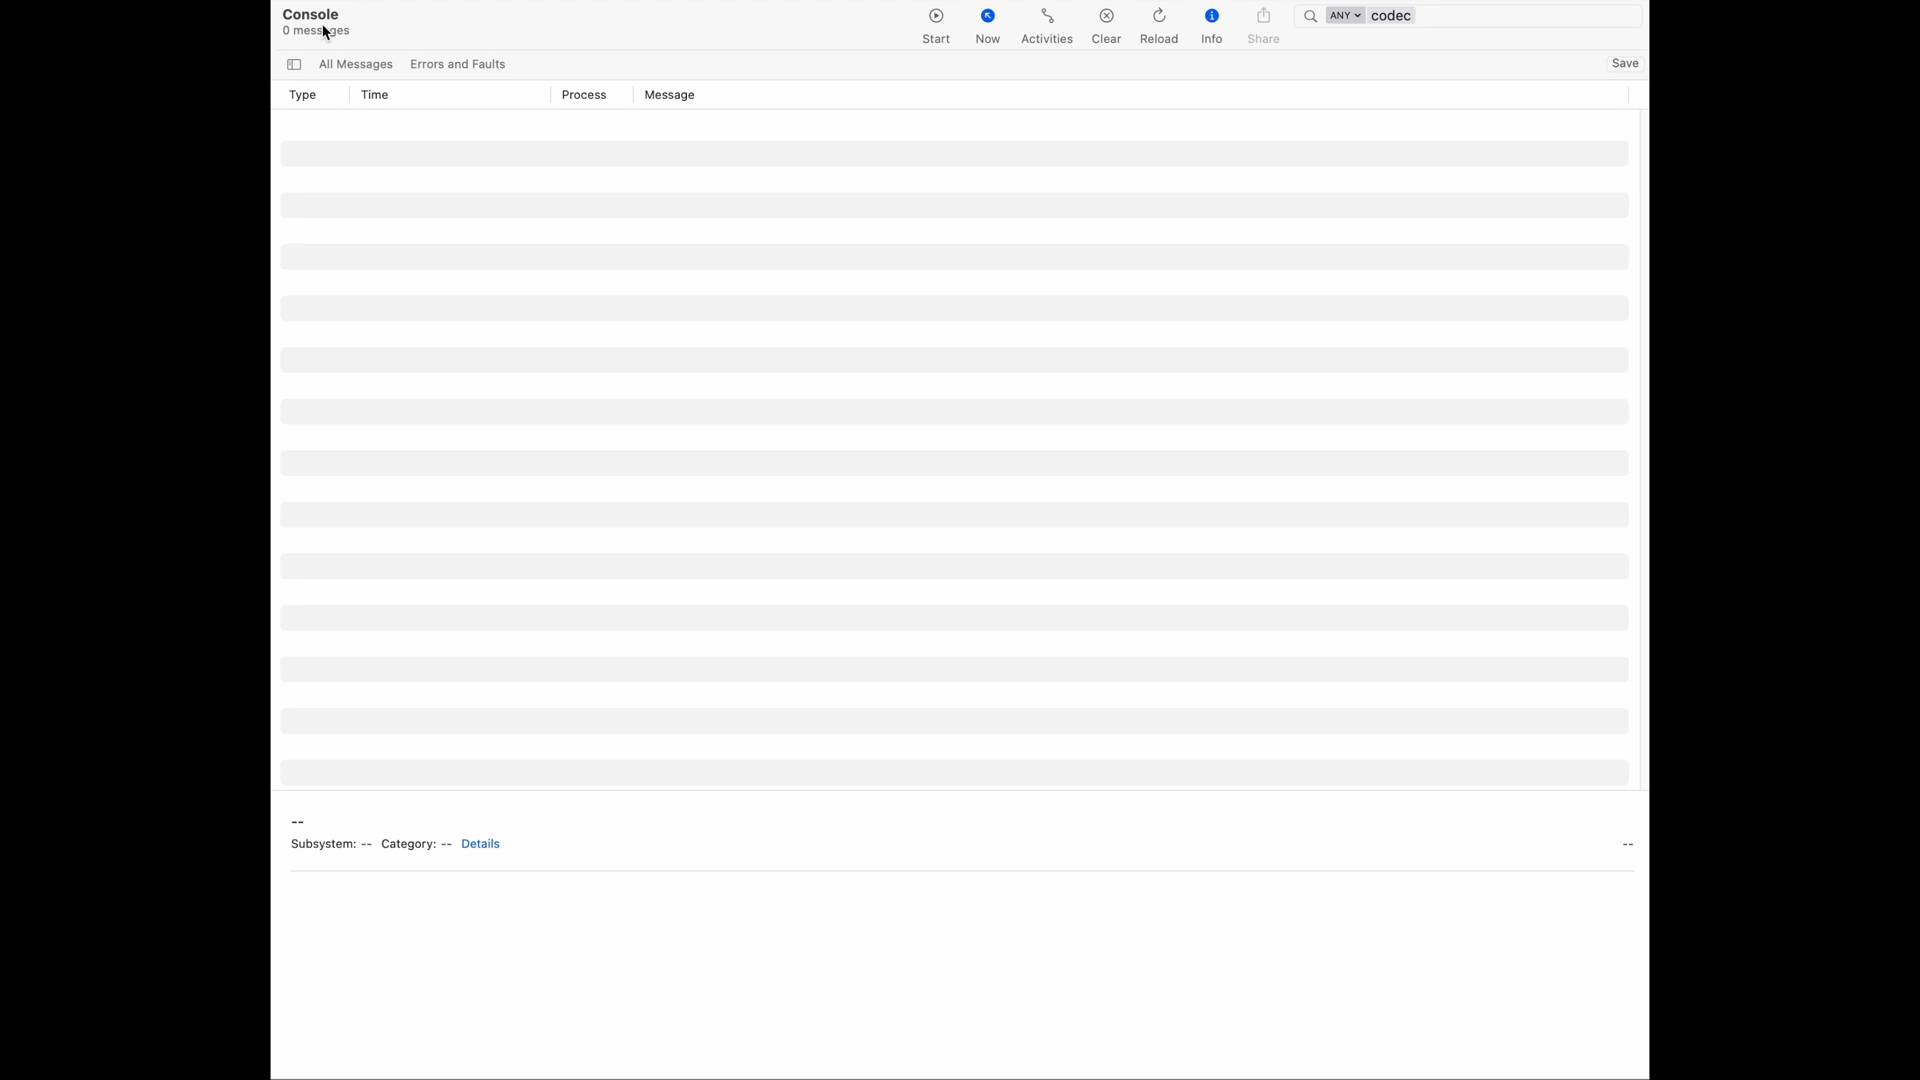 Console
0 messages
Start
Now
Activities
Clear
Reload
Info
Share
ANY codec
All Messages
Errors and Faults
Save
Type
Time
Process
Message
--
Subsystem: -- Category: -- Details
--